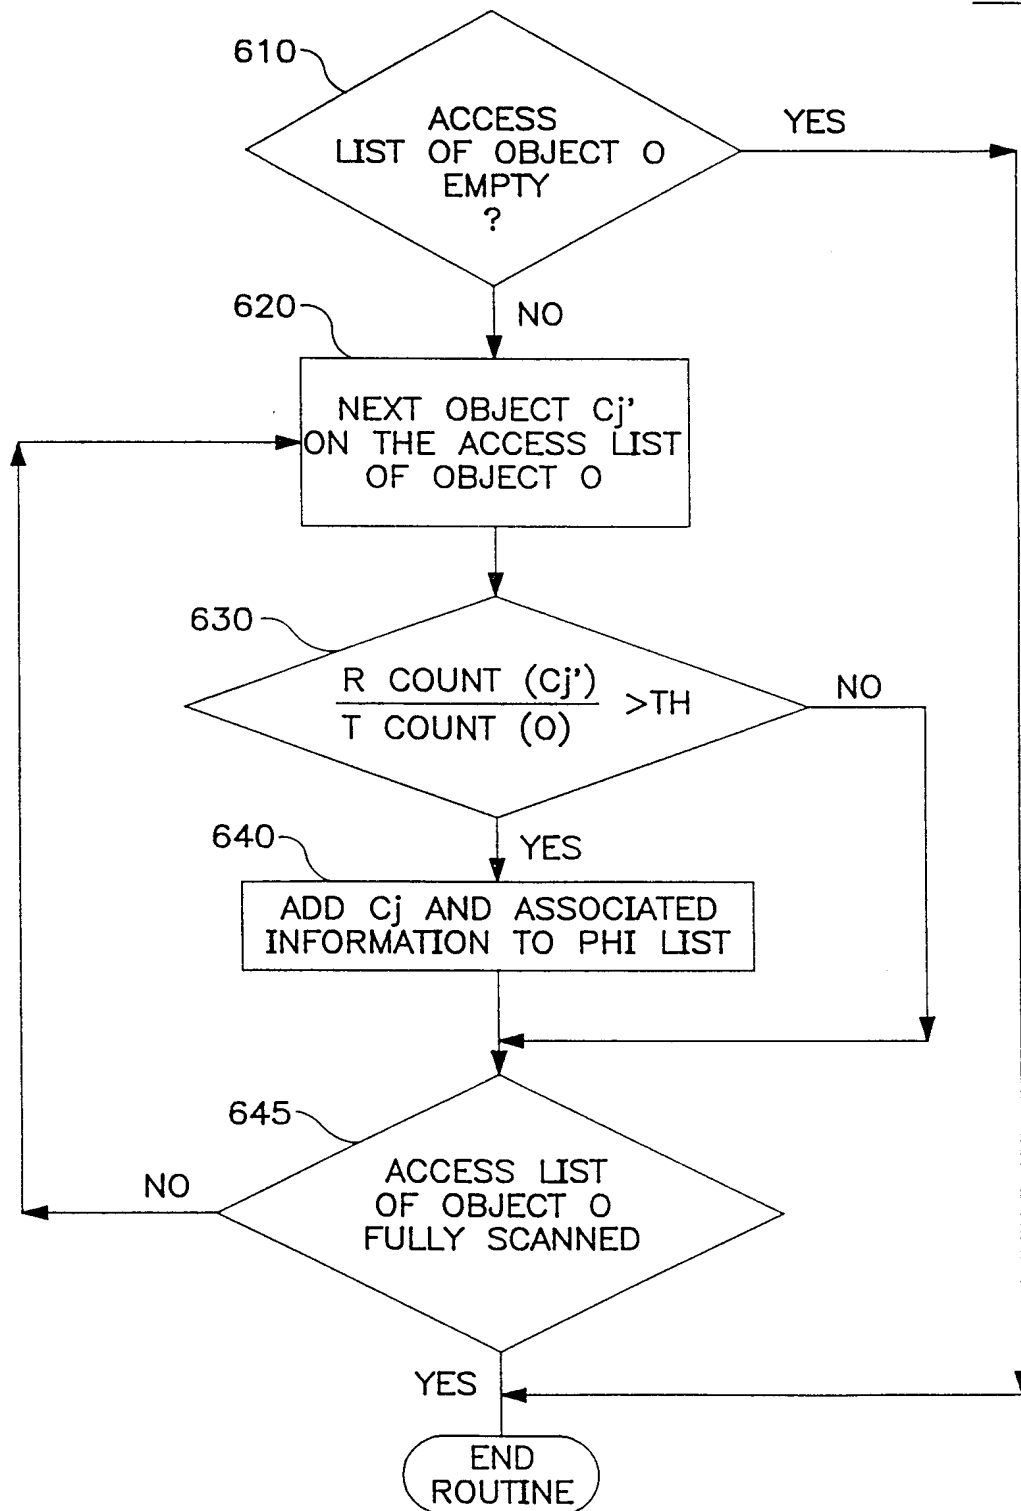 610
ACCESS
LIST OF OBJECT O
EMPTY
?
YES
NO
620
NEXT OBJECT Cj'
ON THE ACCESS LIST
OF OBJECT O
630
R COUNT (Cj')
T COUNT (O)
>TH
NO
YES
640
ADD Cj AND ASSOCIATED
INFORMATION TO PHI LIST
645
ACCESS LIST
OF OBJECT O
FULLY SCANNED
NO
YES
END
ROUTINE